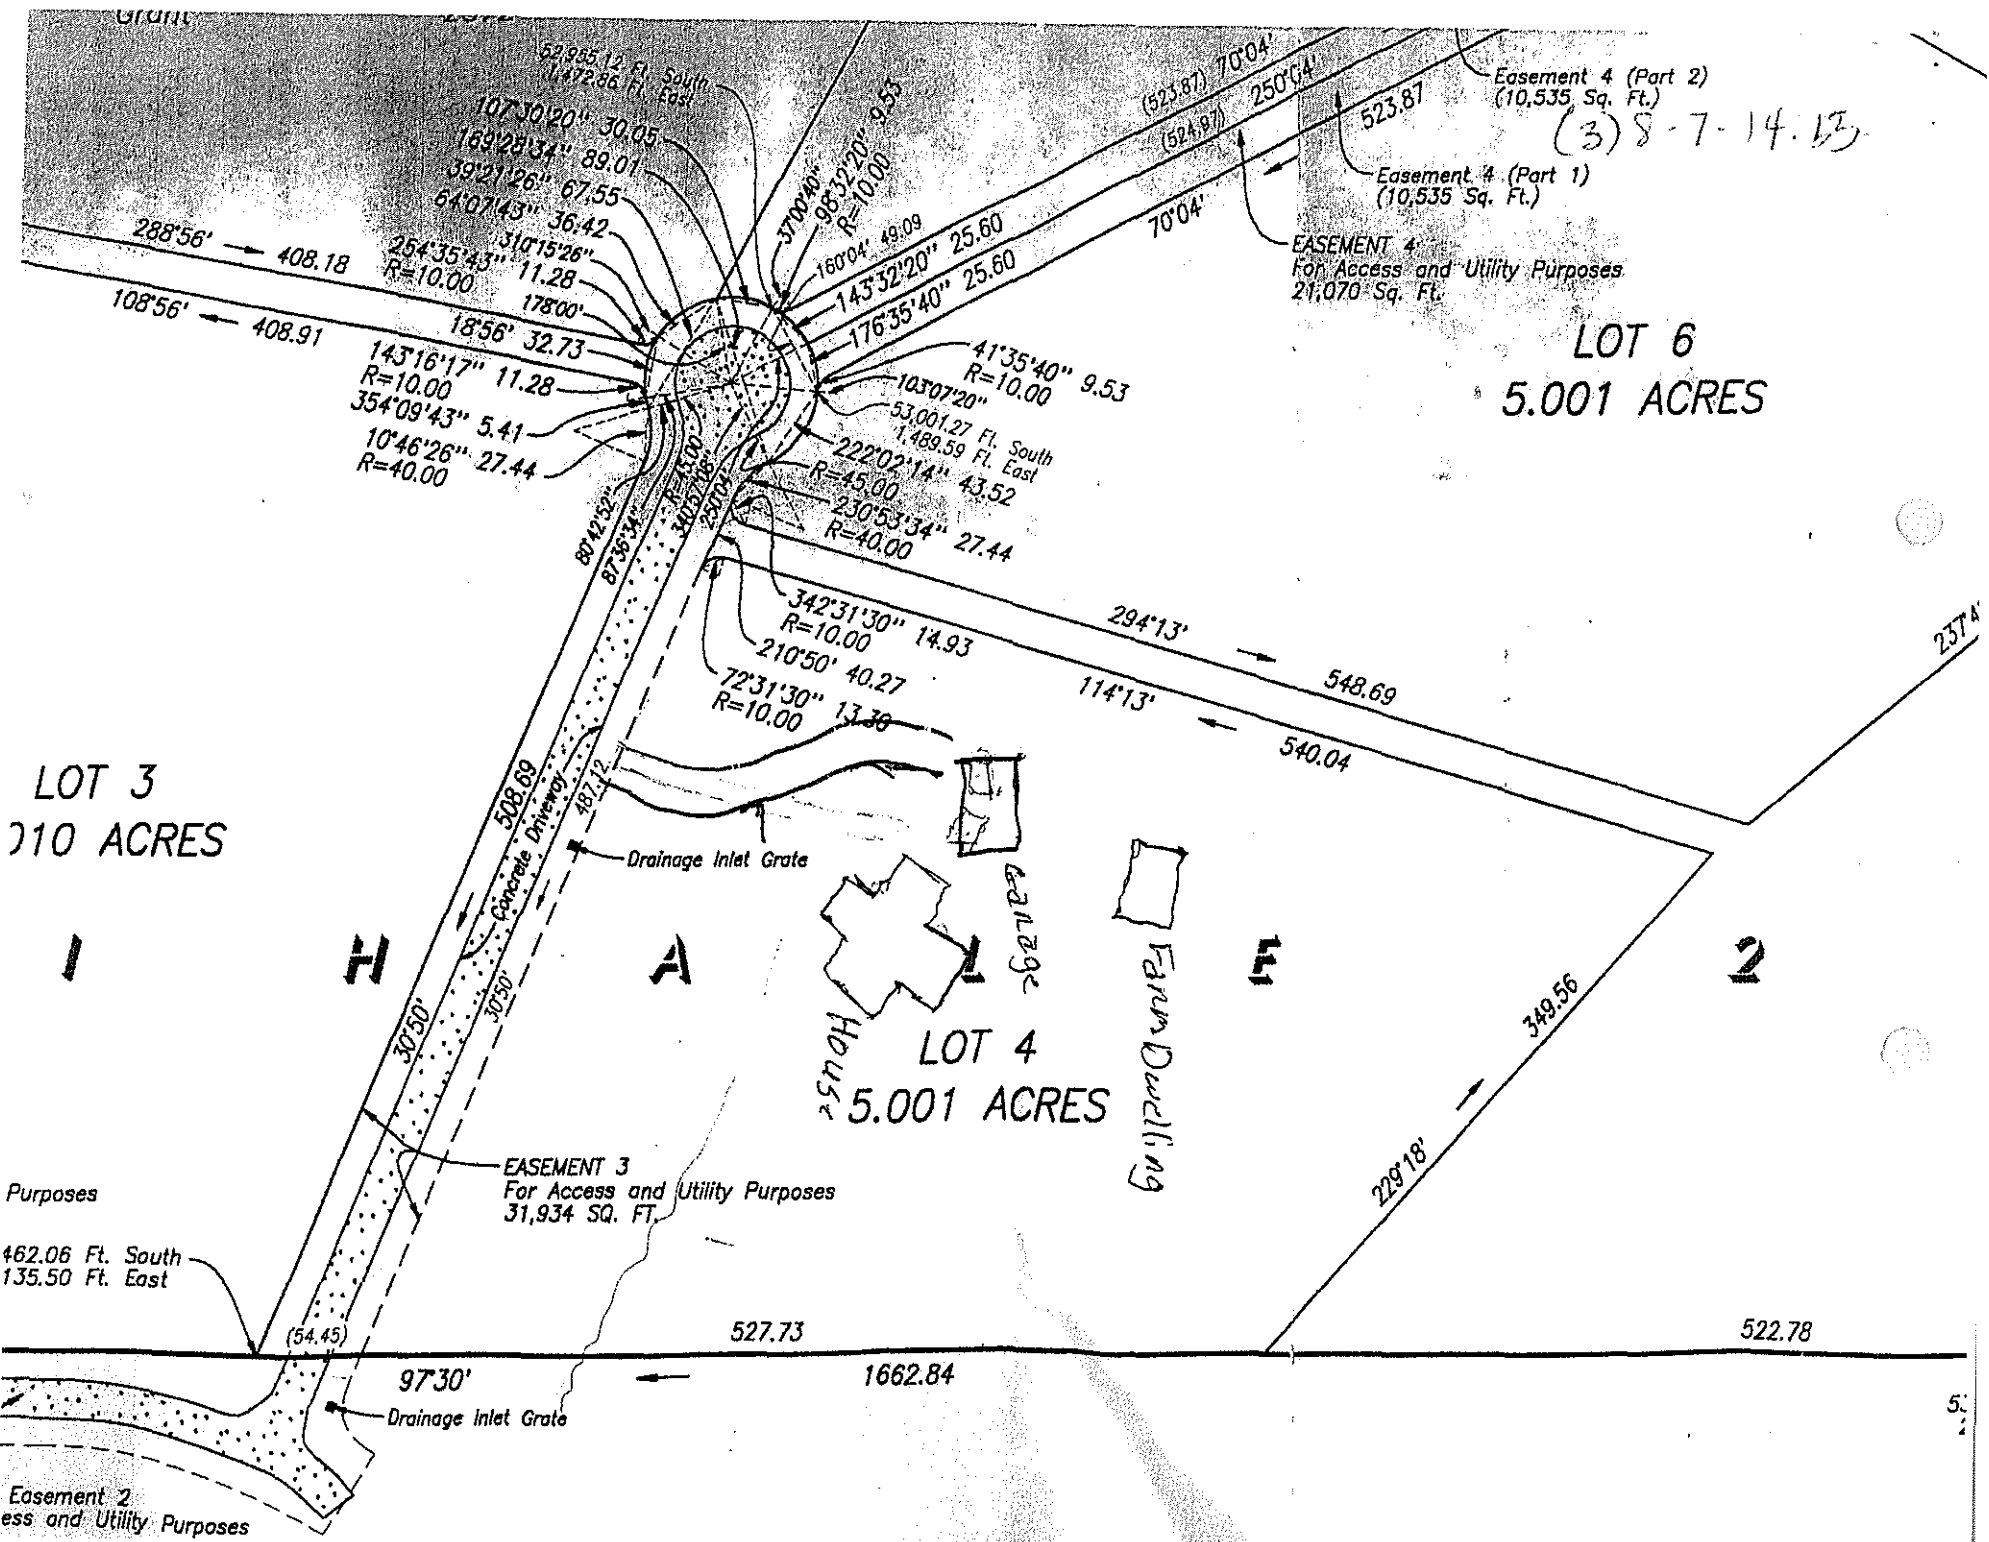 Grant
2372
52,955.12 Ft. South
1,472.86 Ft. East
107°30'20" 30.05
169°28'34" 89.01
39°21'26" 67.55
64°07'43" 36.42
310°15'26"
254°35'43" 11.28
R=10.00
178°00'
18°56' 32.73
143°16'17" 11.28
R=10.00
354°09'43" 5.41
10°46'26" 27.44
R=40.00
288°56' 408.18
108°56' 408.91
37°00'40"
98°32'20" 9.53
R=10.00
160°04' 49.09
143°32'20" 25.60
176°35'40" 25.60
(523.87) 70°04'
(524.97) 250°04'
523.87
70°04'
Easement 4 (Part 2)
(10,535 Sq. Ft.)
(3) 8-7-14:13
Easement 4 (Part 1)
(10,535 Sq. Ft.)
EASEMENT 4
For Access and Utility Purposes
21,070 Sq. Ft.
LOT 6
5.001 ACRES
41°35'40" 9.53
R=10.00
103°07'20"
53,001.27 Ft. South
1,489.59 Ft. East
222°02'14" 43.52
R=45.00
230°53'34" 27.44
R=40.00
80°42'52"
87°36'34"
R=45.00
340°57'08"
250°04'
342°31'30" 14.93
R=10.00
210°50' 40.27
72°31'30" 13.30
R=10.00
294°13' 548.69
114°13' 540.04
237°4
LOT 3
010 ACRES
508.69
Concrete Driveway
487.12
Drainage Inlet Grate
Garage
House
Farm Dwelling
I H A L E 2
30°50'
30°50'
LOT 4
5.001 ACRES
349.56
229°18'
EASEMENT 3
For Access and Utility Purposes
31,934 SQ. FT.
Purposes
462.06 Ft. South
135.50 Ft. East
(54.45)
527.73
522.78
97°30'
1662.84
Drainage Inlet Grate
Easement 2
ess and Utility Purposes